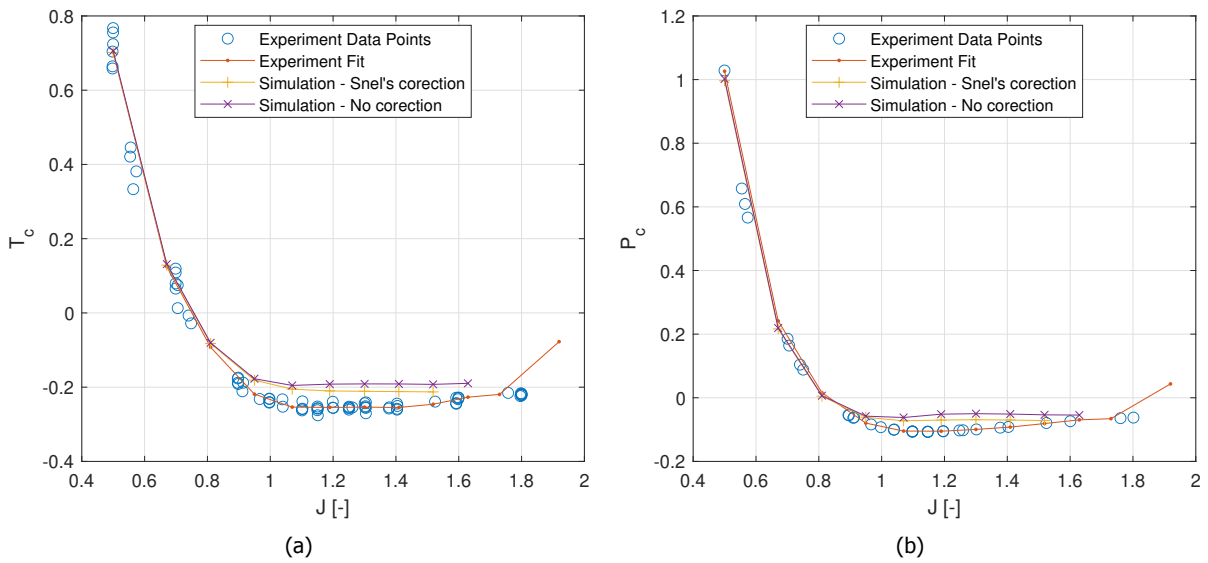 0.8
0.6
0.4
0.2
0
-0.2
-0.4
T_c
Experiment Data Points
Experiment Fit
Simulation - Snel's corection
Simulation - No corection
0.4 0.6 0.8 1 1.2 1.4 1.6 1.8 2
J [-]
(a)
1.2
1
0.8
0.6
0.4
0.2
0
-0.2
P_c
Experiment Data Points
Experiment Fit
Simulation - Snel's corection
Simulation - No corection
0.4 0.6 0.8 1 1.2 1.4 1.6 1.8 2
J [-]
(b)